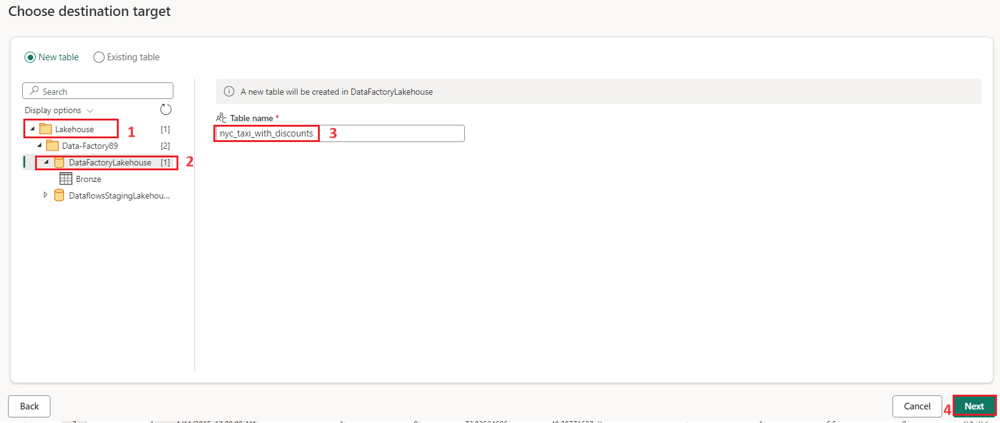 Choose destination target
New table
Existing table
Search
Display options
Lakehouse [1]
1
Data-Factory89 [2]
DataFactoryLakehouse [1]
2
Bronze
DataflowsStagingLakehou...
A new table will be created in DataFactoryLakehouse
ABC Table name *
nyc_taxi_with_discounts
3
Back
Cancel
4
Next